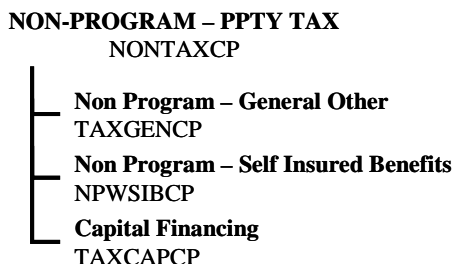 NON-PROGRAM – PPTY TAX
NONTAXCP
Non Program – General Other
TAXGENCP
Non Program – Self Insured Benefits
NPWSIBCP
Capital Financing
TAXCAPCP